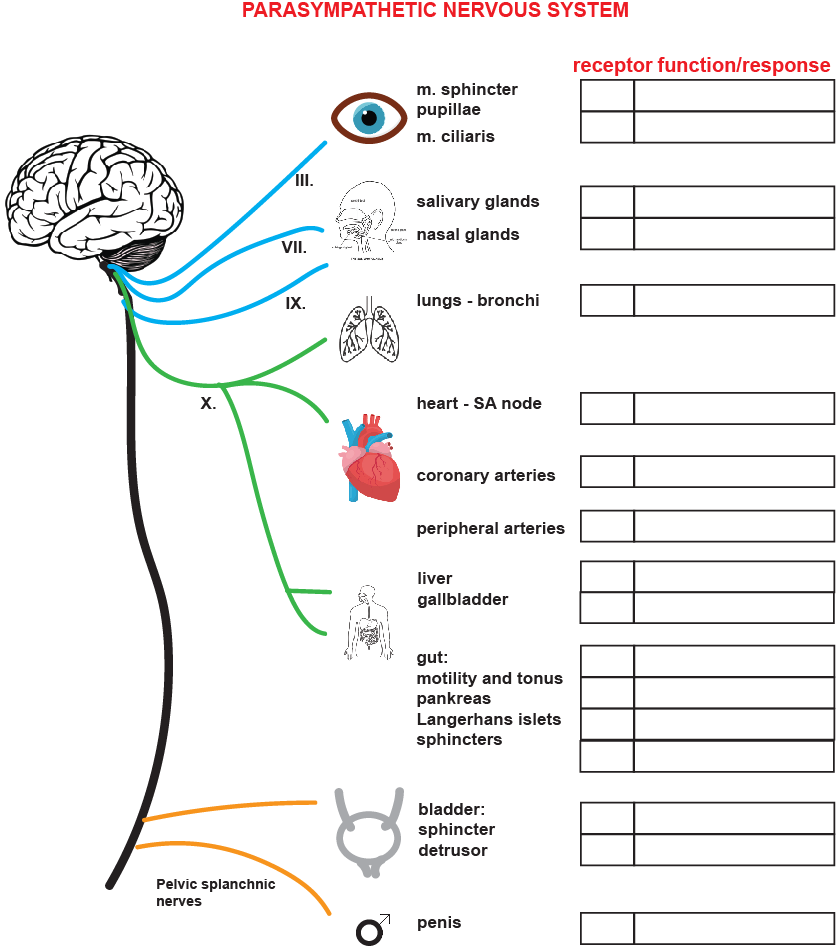 PARASYMPATHETIC NERVOUS SYSTEM
receptor function/response
m. sphincter
pupillae
m. ciliaris
III.
salivary glands
nasal glands
VII.
IX.
lungs - bronchi
X.
heart - SA node
coronary arteries
peripheral arteries
liver
gallbladder
gut:
motility and tonus
pankreas
Langerhans islets
sphincters
bladder:
sphincter
detrusor
Pelvic splanchnic
nerves
penis